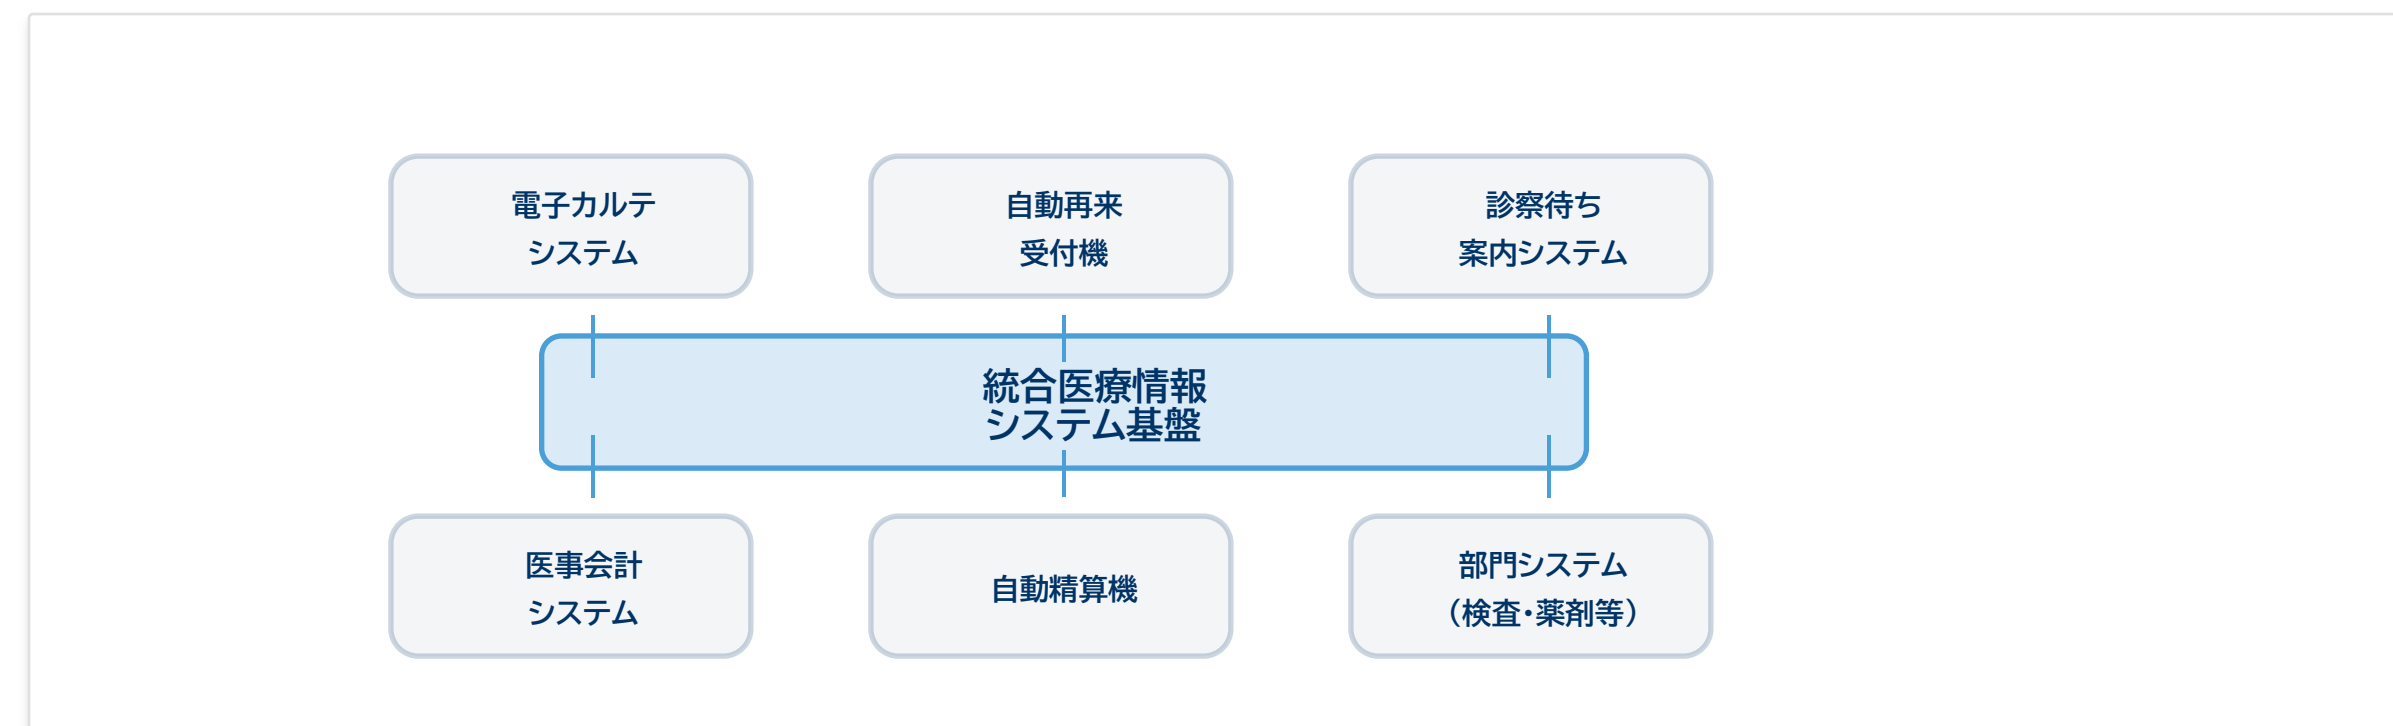 電子カルテ
システム
自動再来
受付機
診察待ち
案内システム
統合医療情報
システム基盤
医事会計
システム
自動精算機
部門システム
（検査・薬剤等）